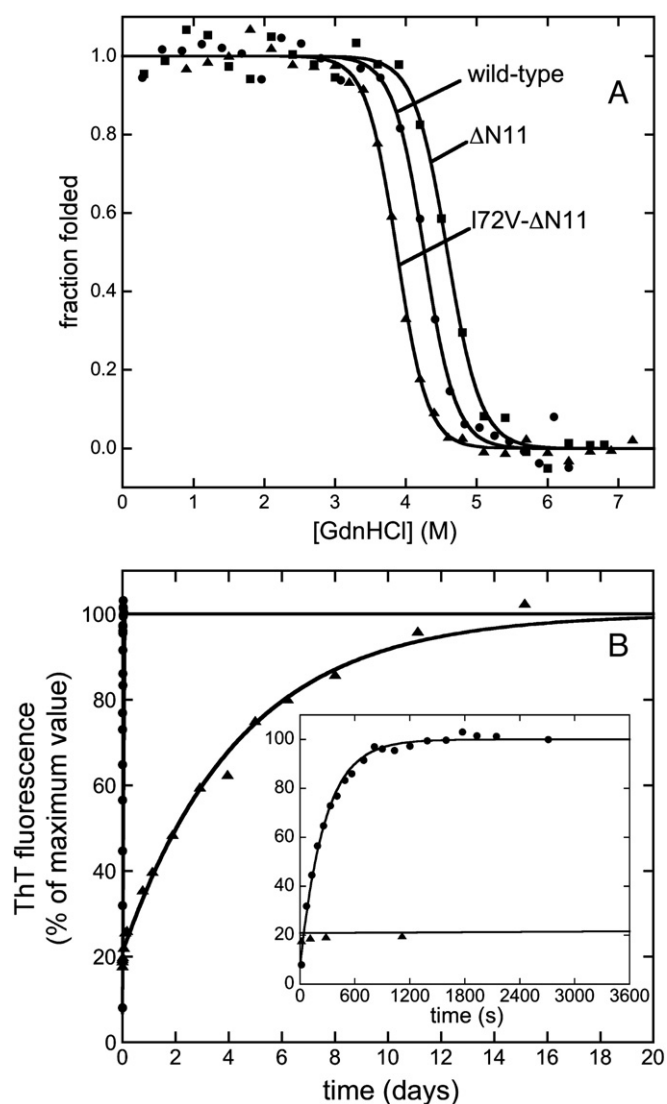 A
wild-type
ΔN11
I72V-ΔN11
fraction folded
1.0
0.8
0.6
0.4
0.2
0.0
0 1 2 3 4 5 6 7
[GdnHCl] (M)
B
ThT fluorescence
(% of maximum value)
100
80
60
40
20
0
100
80
60
40
20
0
0 600 1200 1800 2400 3000 3600
time (s)
0 2 4 6 8 10 12 14 16 18 20
time (days)